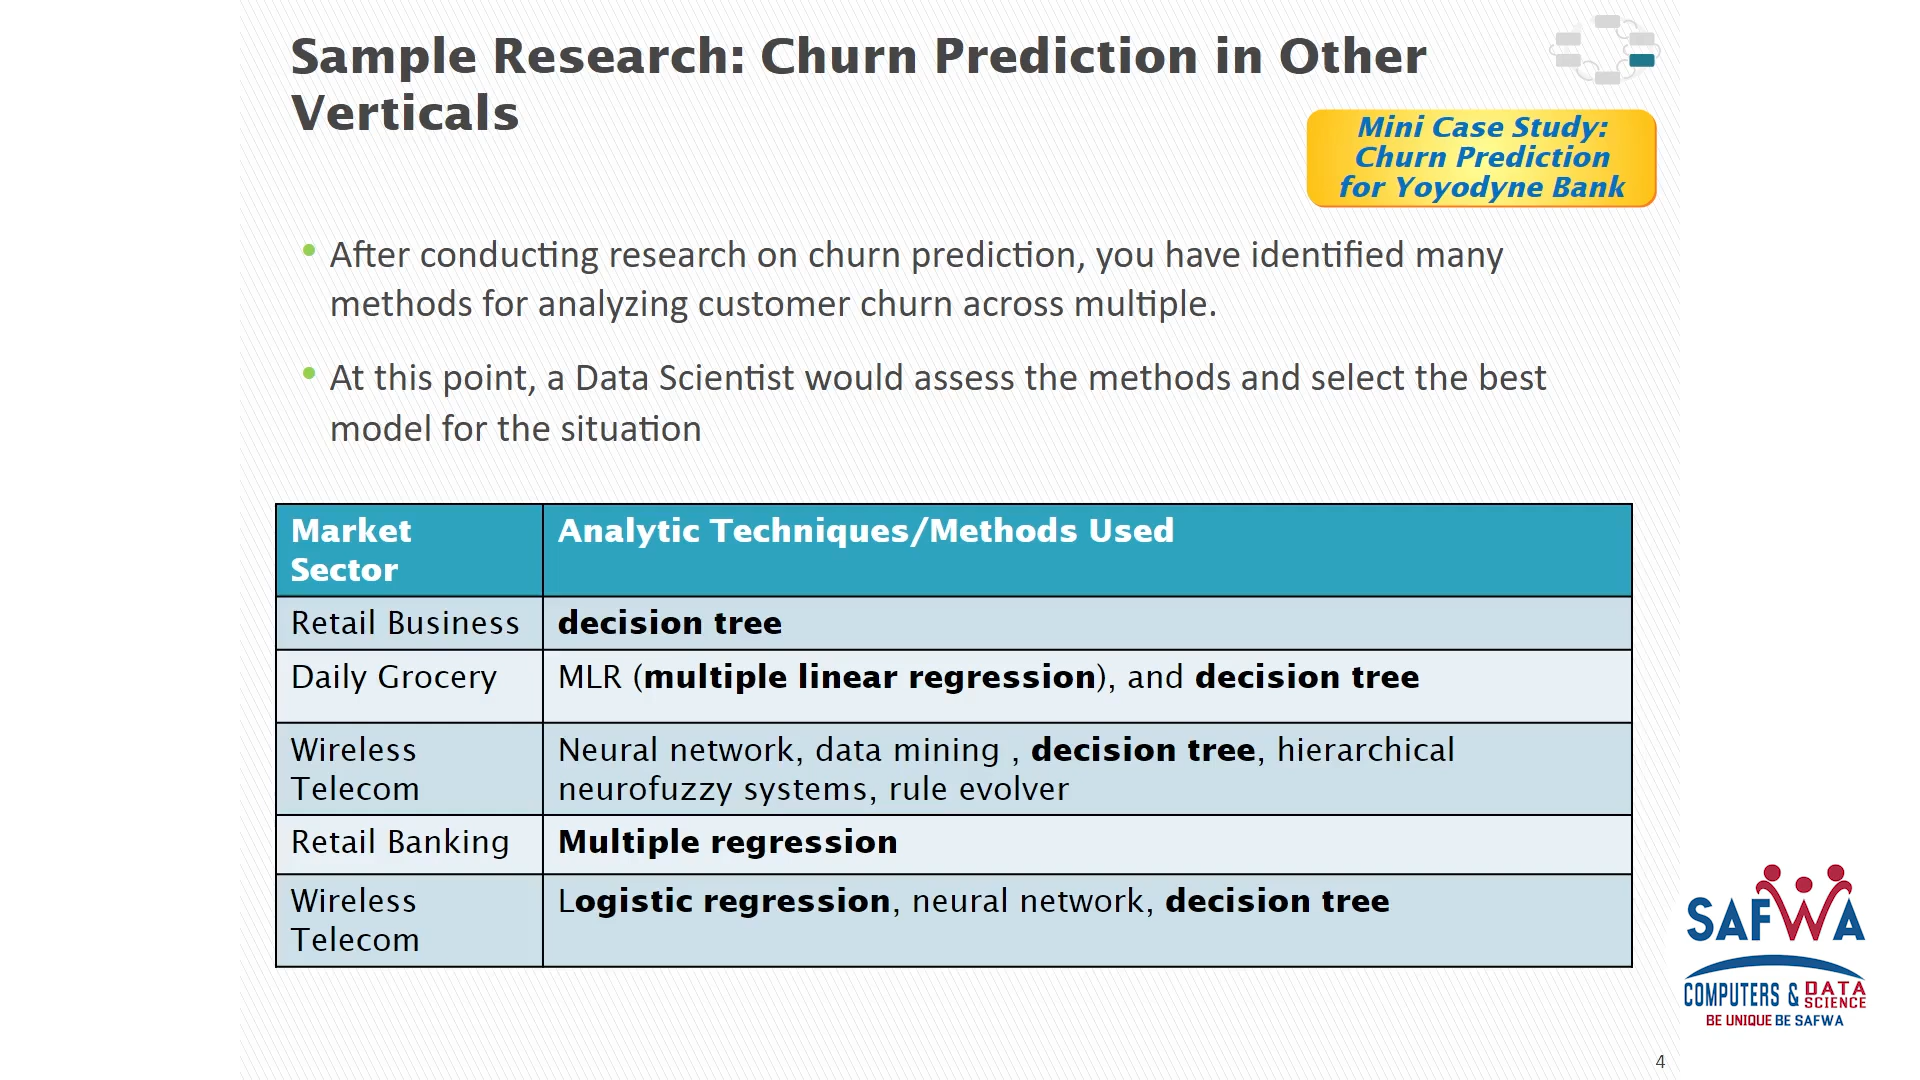 Sample Research: Churn Prediction in Other
Verticals
Mini Case Study:
Churn Prediction
for Yoyodyne Bank
• After conducting research on churn prediction, you have identified many
methods for analyzing customer churn across multiple.
• At this point, a Data Scientist would assess the methods and select the best
model for the situation
Market
Sector
Analytic Techniques/Methods Used
Retail Business
decision tree
Daily Grocery
MLR (multiple linear regression), and decision tree
Wireless
Telecom
Neural network, data mining , decision tree, hierarchical
neurofuzzy systems, rule evolver
Retail Banking
Multiple regression
Wireless
Telecom
Logistic regression, neural network, decision tree
SAFWA
COMPUTERS & DATA SCIENCE
BE UNIQUE BE SAFWA
4